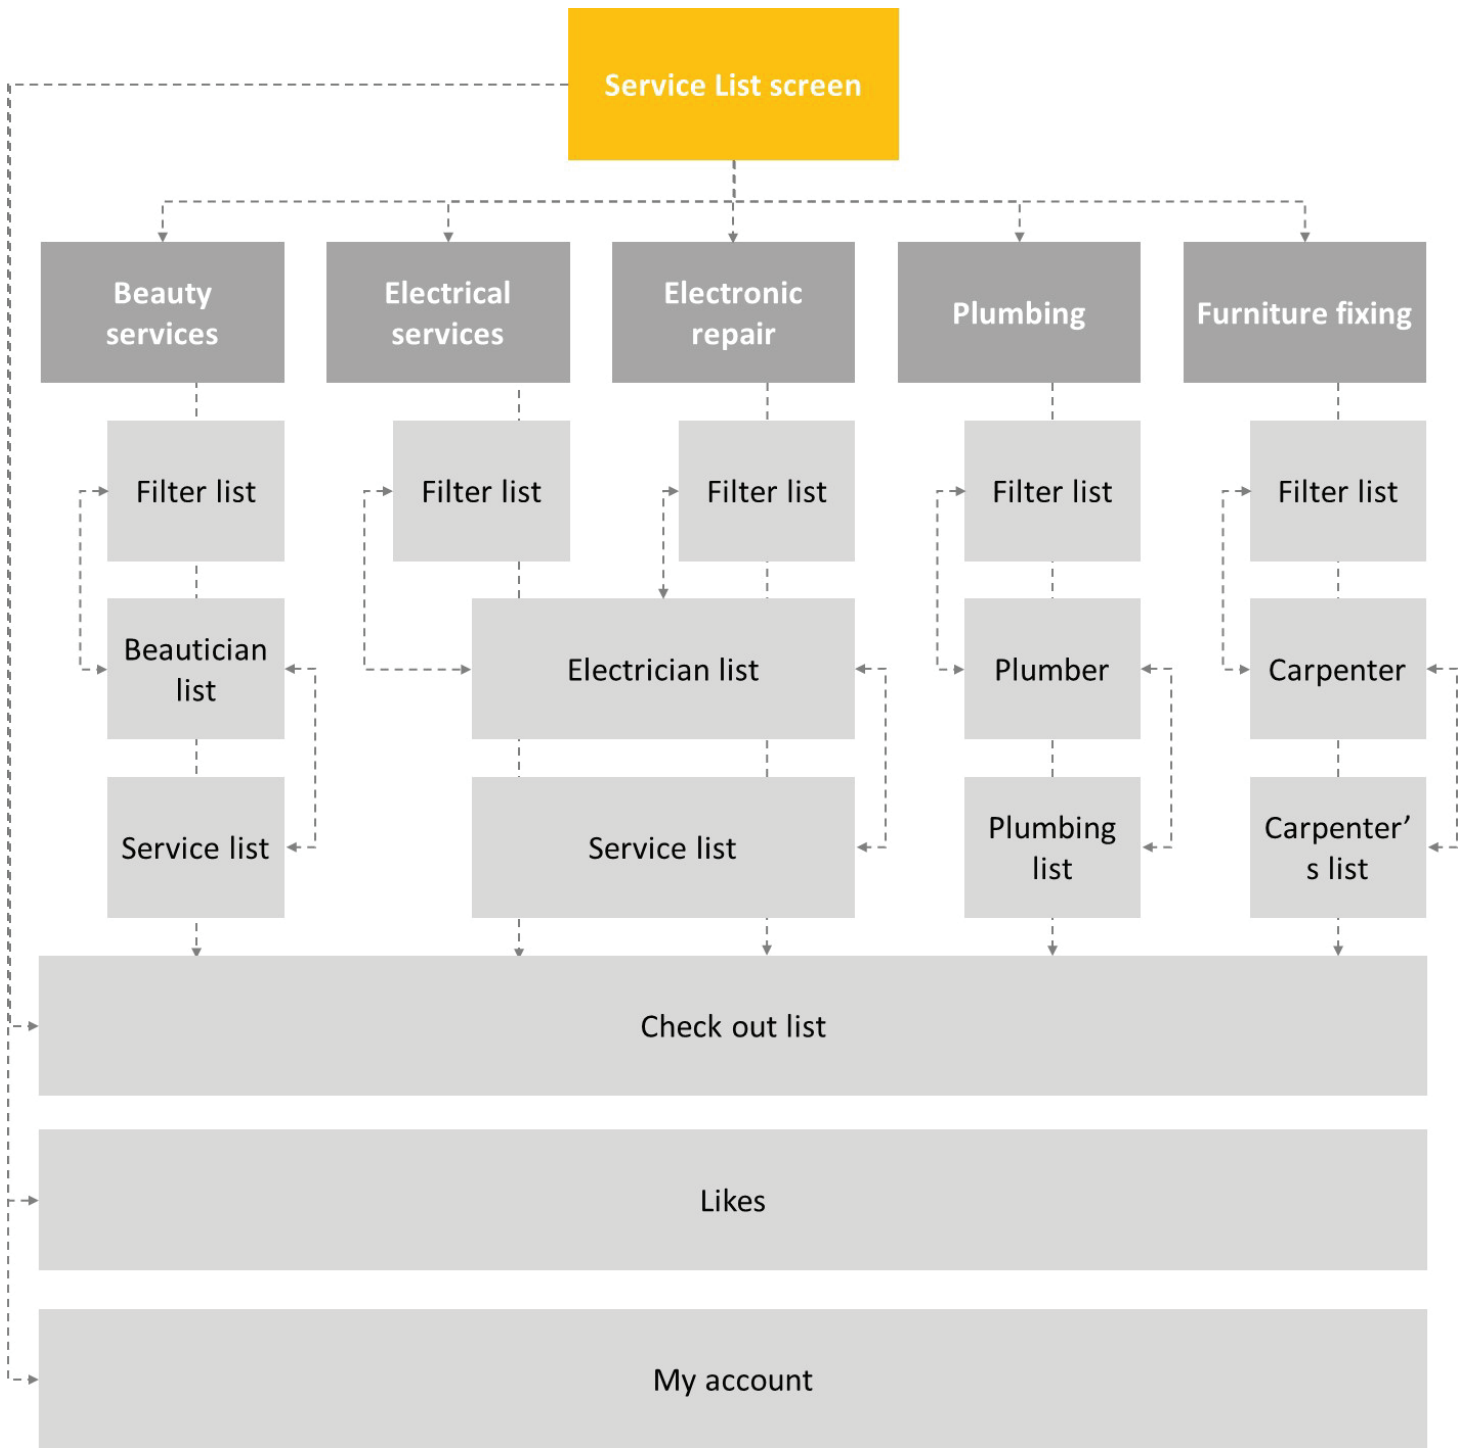 Service List screen
Beauty
services
Electrical
services
Electronic
repair
Plumbing
Furniture fixing
Filter list
Filter list
Filter list
Filter list
Filter list
Beautician
list
Electrician list
Plumber
Carpenter
Service list
Service list
Plumbing
list
Carpenter’
s list
Check out list
Likes
My account